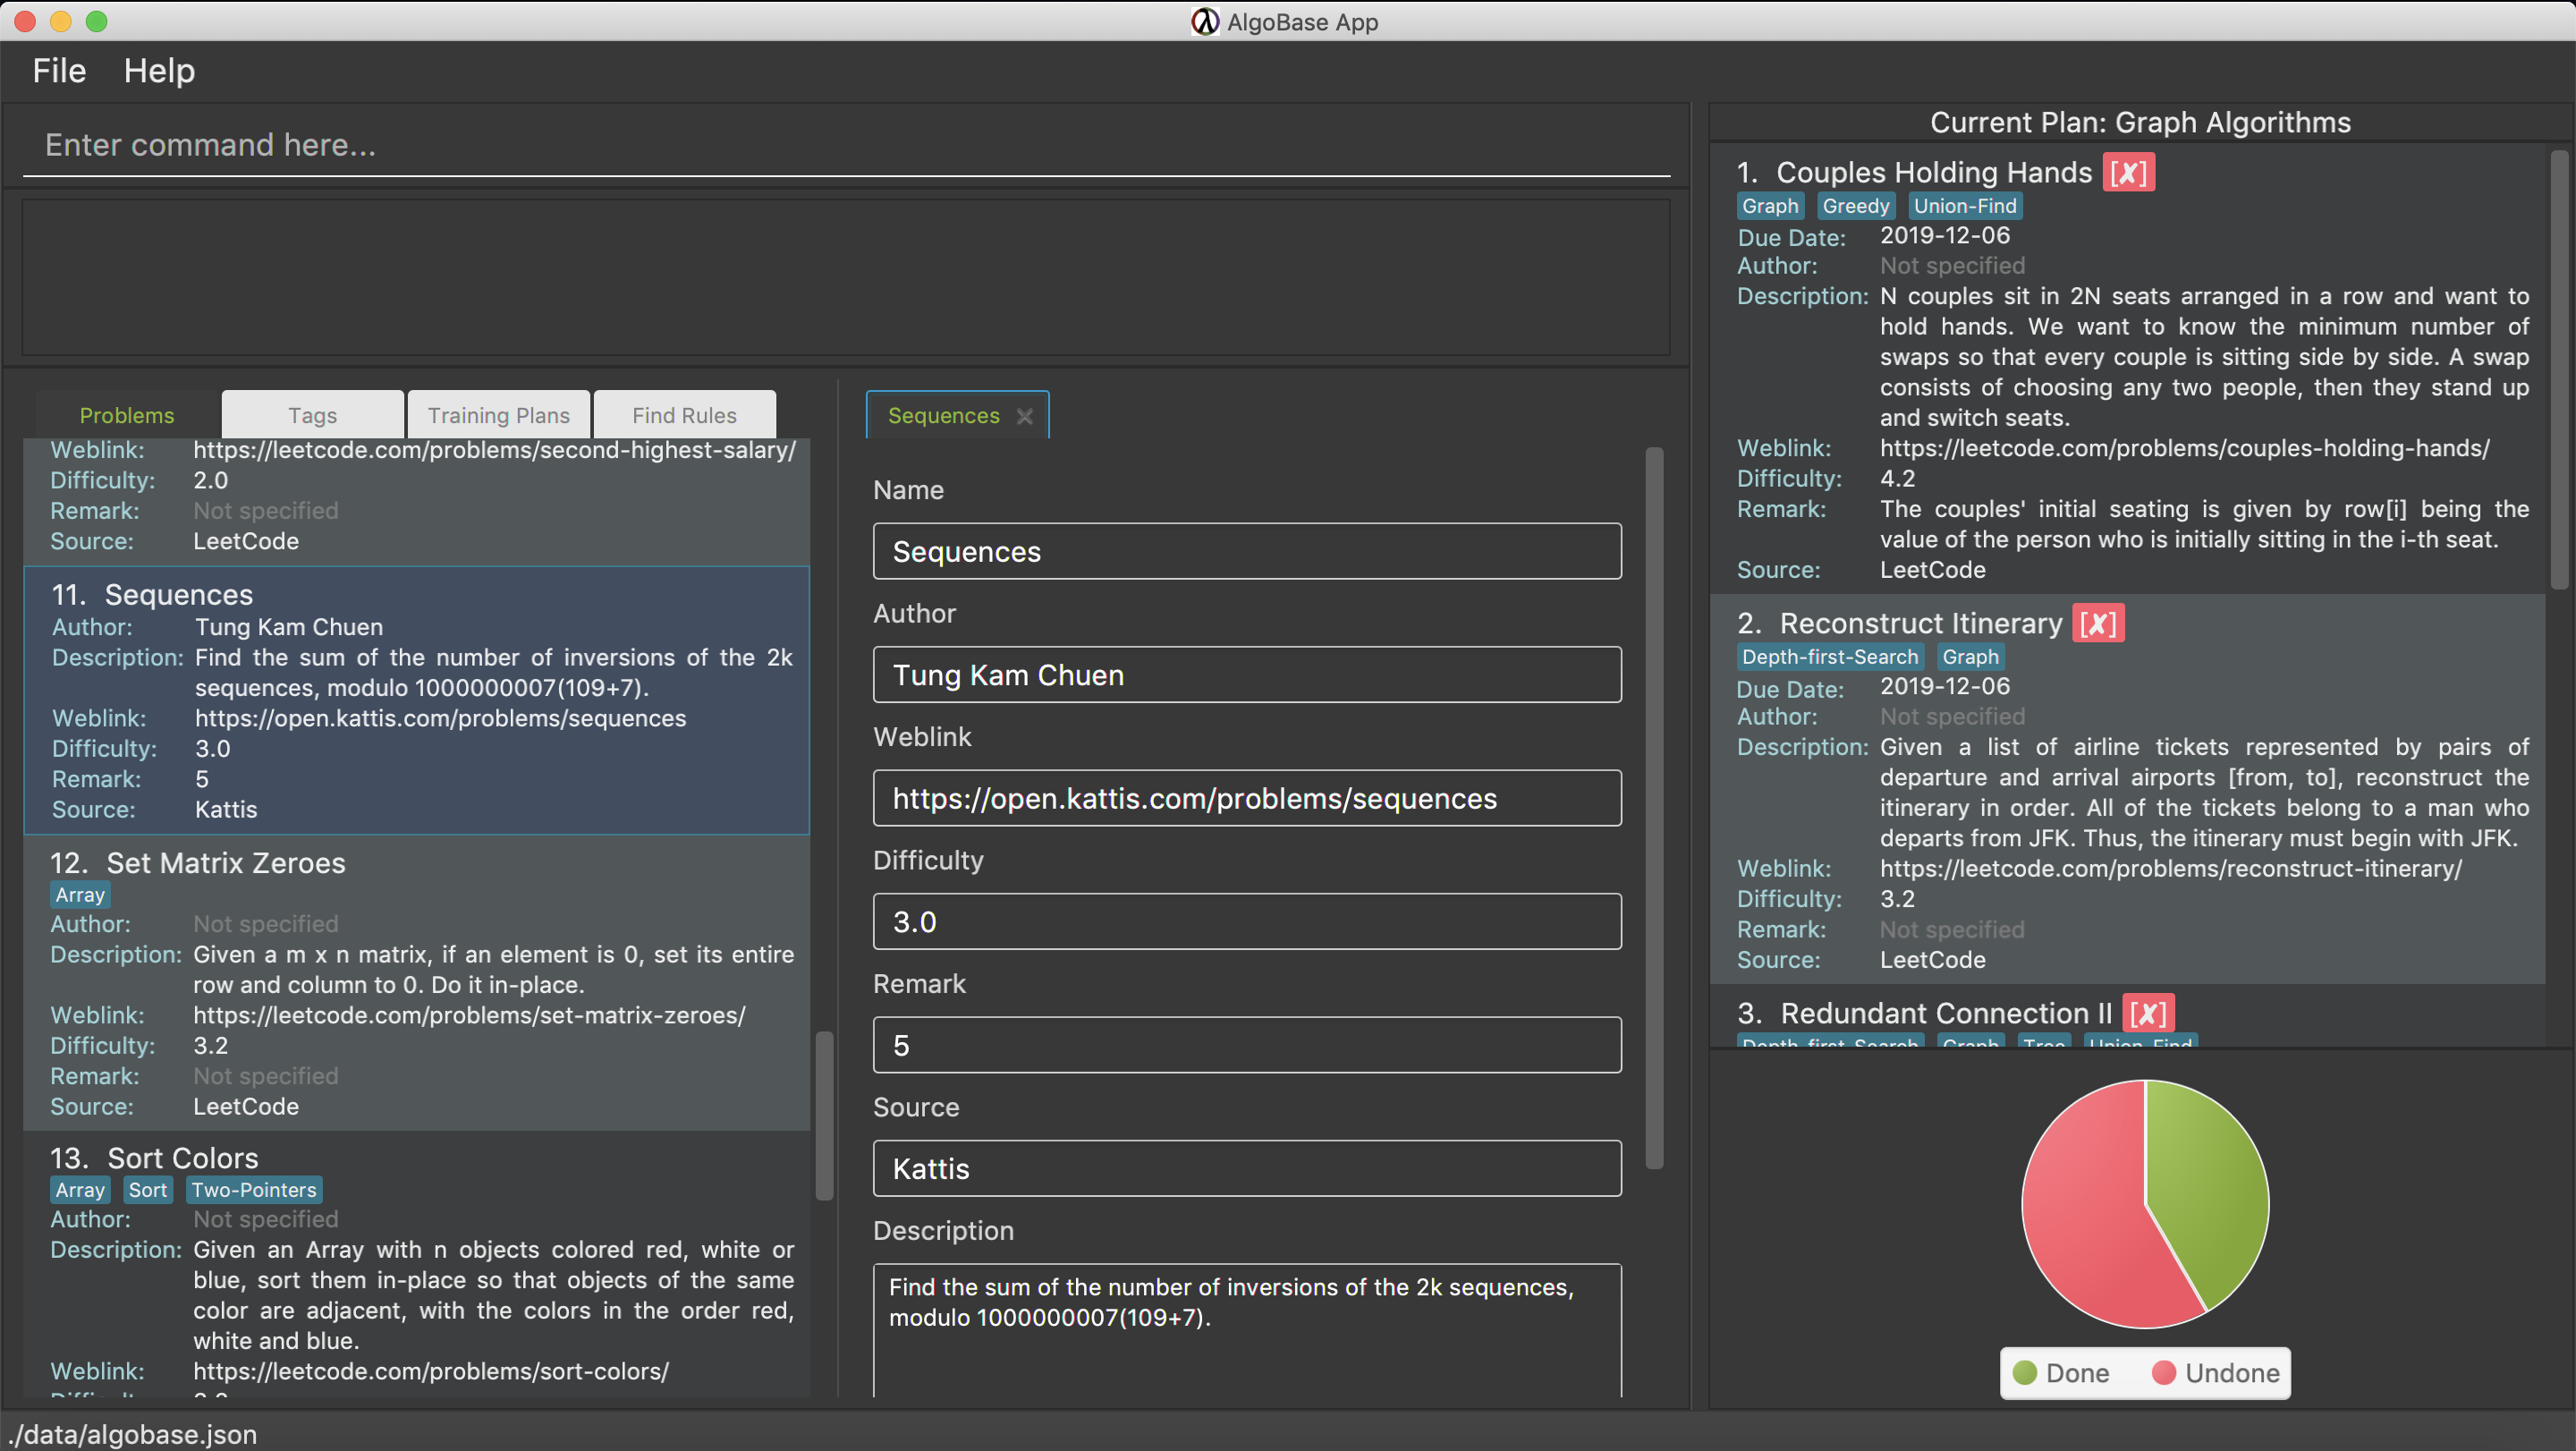 AlgoBase App
File Help
Enter command here...
Problems Tags Training Plans Find Rules
Weblink: https://leetcode.com/problems/second-highest-salary/
Difficulty: 2.0
Remark: Not specified
Source: LeetCode
11. Sequences
Author: Tung Kam Chuen
Description: Find the sum of the number of inversions of the 2k
sequences, modulo 1000000007(109+7).
Weblink: https://open.kattis.com/problems/sequences
Difficulty: 3.0
Remark: 5
Source: Kattis
12. Set Matrix Zeroes
Array
Author: Not specified
Description: Given a m x n matrix, if an element is 0, set its entire
row and column to 0. Do it in-place.
Weblink: https://leetcode.com/problems/set-matrix-zeroes/
Difficulty: 3.2
Remark: Not specified
Source: LeetCode
13. Sort Colors
Array Sort Two-Pointers
Author: Not specified
Description: Given an Array with n objects colored red, white or
blue, sort them in-place so that objects of the same
color are adjacent, with the colors in the order red,
white and blue.
Weblink: https://leetcode.com/problems/sort-colors/
Sequences
Name
Sequences
Author
Tung Kam Chuen
Weblink
https://open.kattis.com/problems/sequences
Difficulty
3.0
Remark
5
Source
Kattis
Description
Find the sum of the number of inversions of the 2k sequences,
modulo 1000000007(109+7).
Current Plan: Graph Algorithms
1. Couples Holding Hands [✘]
Graph Greedy Union-Find
Due Date: 2019-12-06
Author: Not specified
Description: N couples sit in 2N seats arranged in a row and want to
hold hands. We want to know the minimum number of
swaps so that every couple is sitting side by side. A swap
consists of choosing any two people, then they stand up
and switch seats.
Weblink: https://leetcode.com/problems/couples-holding-hands/
Difficulty: 4.2
Remark: The couples' initial seating is given by row[i] being the
value of the person who is initially sitting in the i-th seat.
Source: LeetCode
2. Reconstruct Itinerary [✘]
Depth-first-Search Graph
Due Date: 2019-12-06
Author: Not specified
Description: Given a list of airline tickets represented by pairs of
departure and arrival airports [from, to], reconstruct the
itinerary in order. All of the tickets belong to a man who
departs from JFK. Thus, the itinerary must begin with JFK.
Weblink: https://leetcode.com/problems/reconstruct-itinerary/
Difficulty: 3.2
Remark: Not specified
Source: LeetCode
3. Redundant Connection II [✘]
Depth-first-Search Graph Tree Union-Find
Done Undone
./data/algobase.json